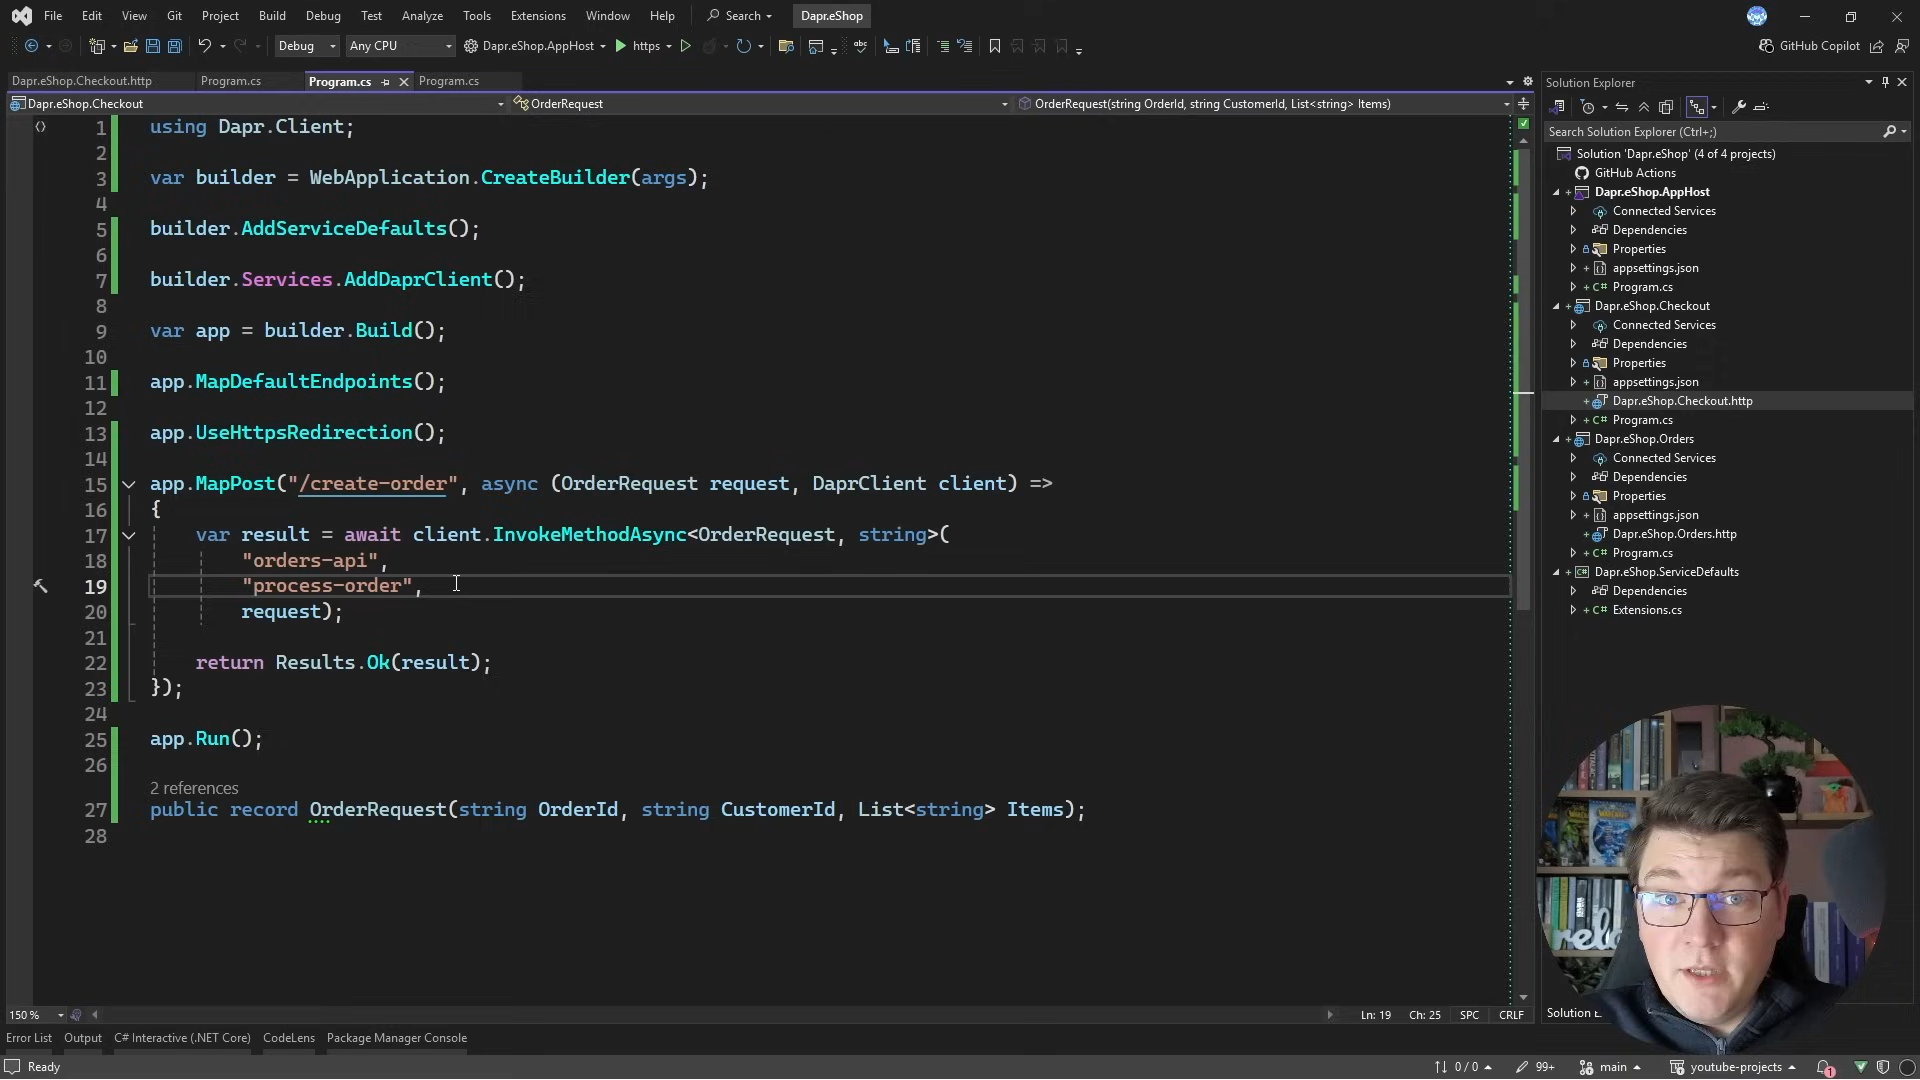 File Edit View Git Project Build Debug Test Analyze Tools Extensions Window Help Search Dapr.eShop
Debug Any CPU Dapr.eShop.AppHost https GitHub Copilot
Dapr.eShop.Checkout.http Program.cs Program.cs Program.cs
Dapr.eShop.Checkout OrderRequest OrderRequest(string OrderId, string CustomerId, List<string> Items)
1 using Dapr.Client;
2
3 var builder = WebApplication.CreateBuilder(args);
4
5 builder.AddServiceDefaults();
6
7 builder.Services.AddDaprClient();
8
9 var app = builder.Build();
10
11 app.MapDefaultEndpoints();
12
13 app.UseHttpsRedirection();
14
15 app.MapPost("/create-order", async (OrderRequest request, DaprClient client) =>
16 {
17 var result = await client.InvokeMethodAsync<OrderRequest, string>(
18 "orders-api",
19 "process-order",
20 request);
21
22 return Results.Ok(result);
23 });
24
25 app.Run();
26
2 references
27 public record OrderRequest(string OrderId, string CustomerId, List<string> Items);
28
150 % Ln: 19 Ch: 25 SPC CRLF
Error List Output C# Interactive (.NET Core) CodeLens Package Manager Console
Ready 0 / 0 99+ main youtube-projects 1
Solution Explorer
Search Solution Explorer (Ctrl+;)
Solution 'Dapr.eShop' (4 of 4 projects)
GitHub Actions
Dapr.eShop.AppHost
Connected Services
Dependencies
Properties
appsettings.json
C# Program.cs
Dapr.eShop.Checkout
Connected Services
Dependencies
Properties
appsettings.json
Dapr.eShop.Checkout.http
C# Program.cs
Dapr.eShop.Orders
Connected Services
Dependencies
Properties
appsettings.json
Dapr.eShop.Orders.http
C# Program.cs
Dapr.eShop.ServiceDefaults
Dependencies
C# Extensions.cs
Solution E